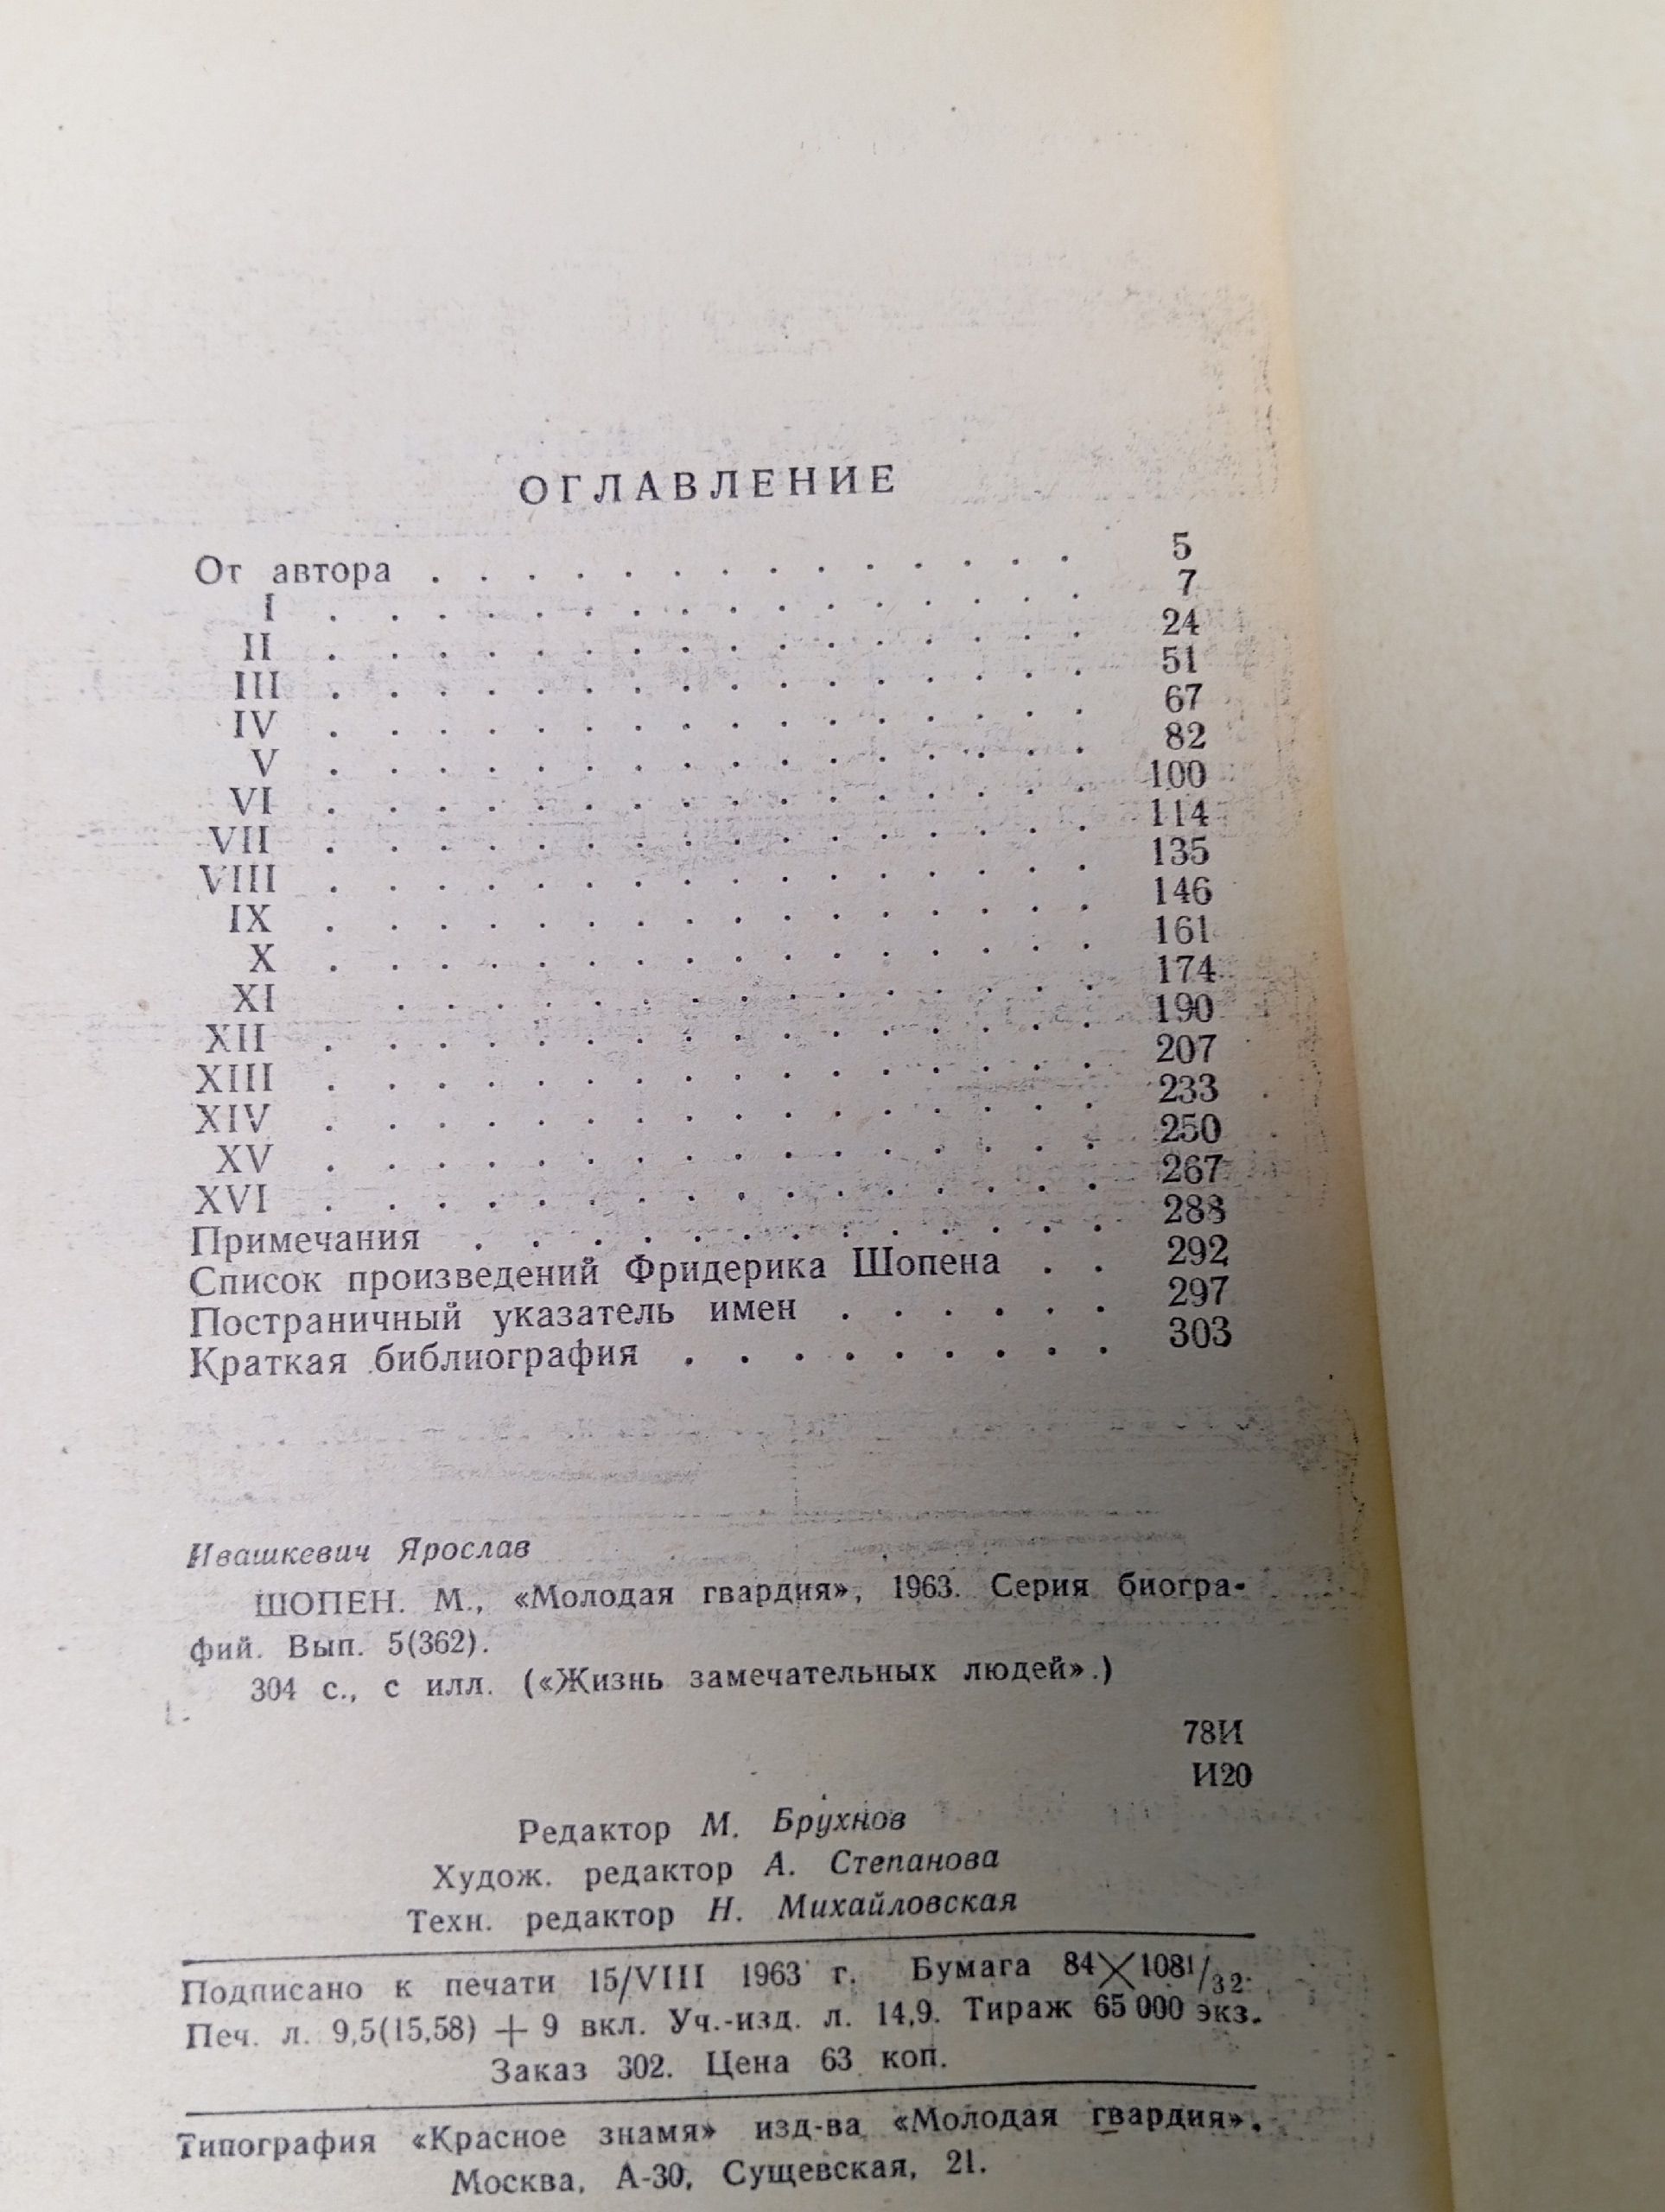 ОГЛАВЛЕНИЕ
От автора . . . . . . . . . . . . . . 5
I . . . . . . . . . . . . . . . 7
II . . . . . . . . . . . . . . . 24
III . . . . . . . . . . . . . . . 51
IV . . . . . . . . . . . . . . . 67
V . . . . . . . . . . . . . . . 82
VI . . . . . . . . . . . . . . . 100
VII . . . . . . . . . . . . . . . 114
VIII . . . . . . . . . . . . . . . 135
IX . . . . . . . . . . . . . . . 146
X . . . . . . . . . . . . . . . 161
XI . . . . . . . . . . . . . . 174
XII . . . . . . . . . . . . . . . 190
XIII . . . . . . . . . . . . . . . 207
XIV . . . . . . . . . . . . . . . 233
XV . . . . . . . . . . . . . . . 250
XVI . . . . . . . . . . . . . . . 267
Примечания . . . . . . . . . . . . 288
Список произведений Фридерика Шопена . . 292
Постраничный указатель имен . . . . . . 297
Краткая библиография . . . . . . . . . 303
Ивашкевич Ярослав
ШОПЕН. М., «Молодая гвардия», 1963. Серия биогра-
фий. Вып. 5(362).
304 с., с илл. («Жизнь замечательных людей».)
78И
И20
Редактор М. Брухнов
Худож. редактор А. Степанова
Техн. редактор Н. Михайловская
Подписано к печати 15/VIII 1963 г. Бумага 84×108 1/32.
Печ. л. 9,5(15,58) + 9 вкл. Уч.-изд. л. 14,9. Тираж 65 000 экз.
Заказ 302. Цена 63 коп.
Типография «Красное знамя» изд-ва «Молодая гвардия».
Москва, А-30, Сущевская, 21.